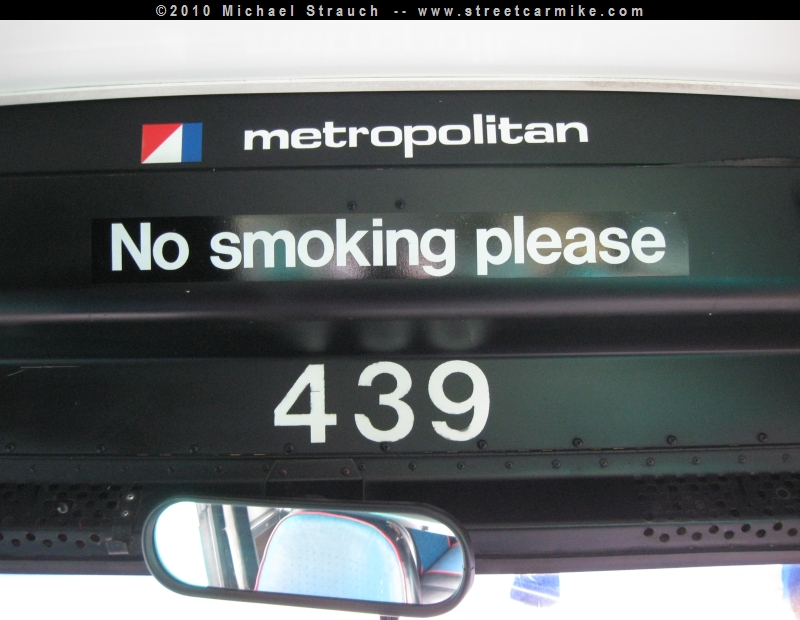 ©2010 Michael Strauch -- www.streetcarmike.com
metropolitan
No smoking please
439